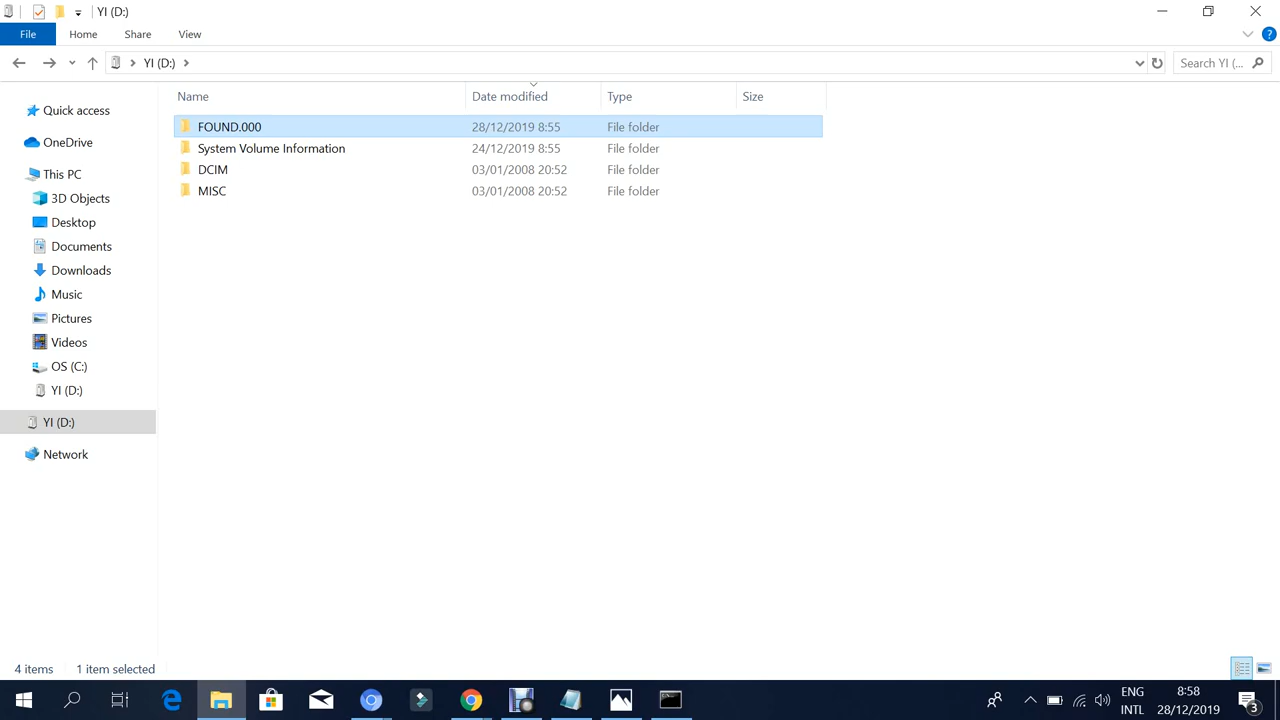 YI (D:)
File Home Share View
YI (D:)
Search YI (...
Name Date modified Type Size
FOUND.000 28/12/2019 8:55 File folder
System Volume Information 24/12/2019 8:55 File folder
DCIM 03/01/2008 20:52 File folder
MISC 03/01/2008 20:52 File folder
Quick access
OneDrive
This PC
3D Objects
Desktop
Documents
Downloads
Music
Pictures
Videos
OS (C:)
YI (D:)
YI (D:)
Network
4 items 1 item selected
ENG 8:58
INTL 28/12/2019 3